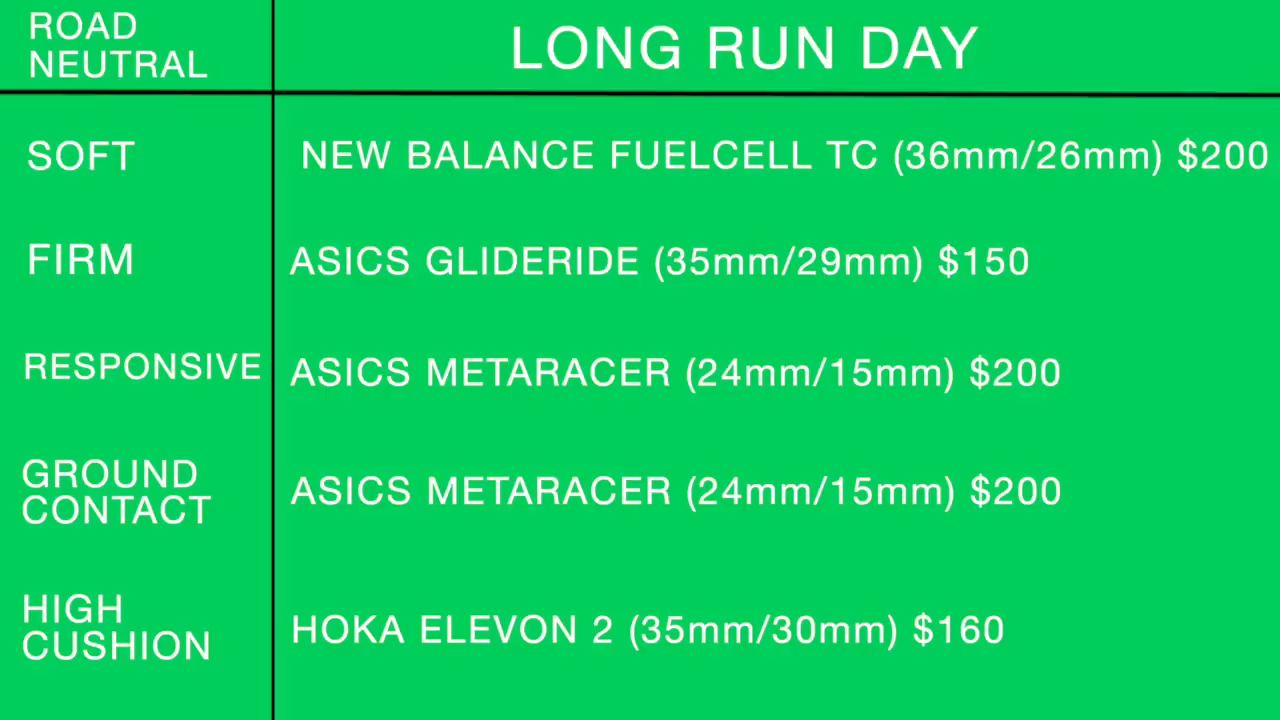 ROAD
NEUTRAL
LONG RUN DAY
SOFT
NEW BALANCE FUELCELL TC (36mm/26mm) $200
FIRM
ASICS GLIDERIDE (35mm/29mm) $150
RESPONSIVE
ASICS METARACER (24mm/15mm) $200
GROUND
CONTACT
ASICS METARACER (24mm/15mm) $200
HIGH
CUSHION
HOKA ELEVON 2 (35mm/30mm) $160